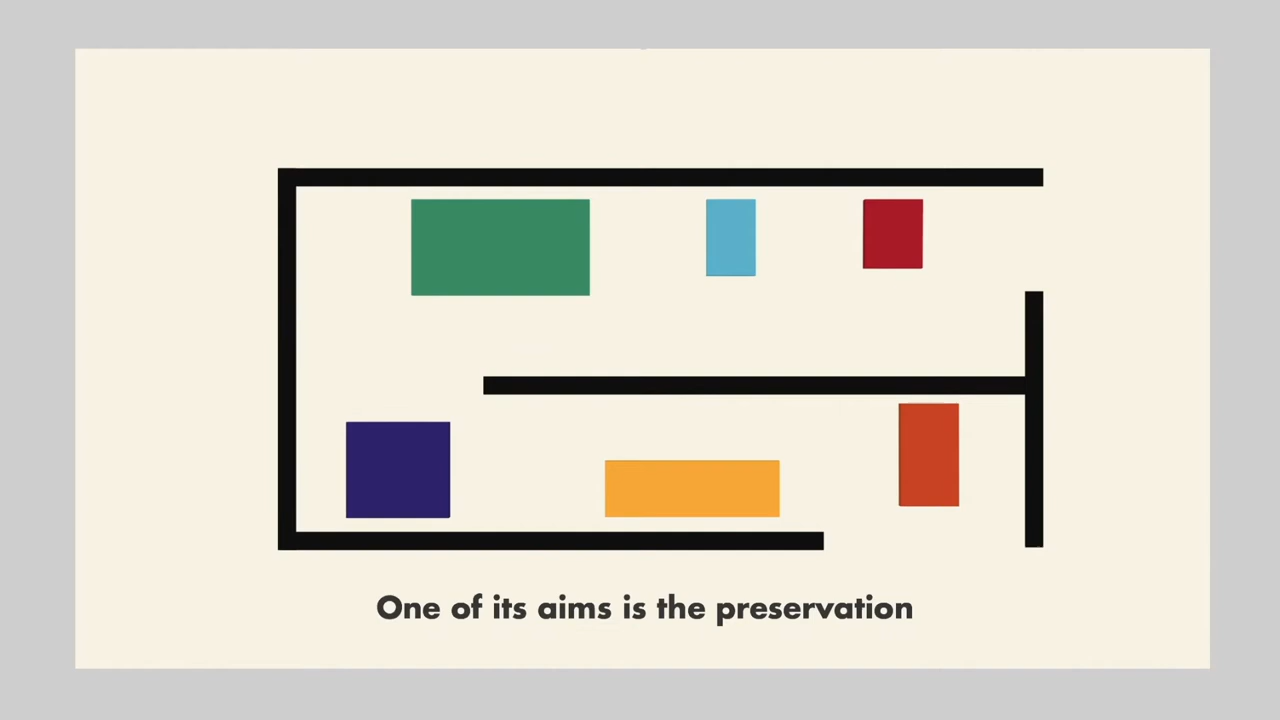 One of its aims is the preservation